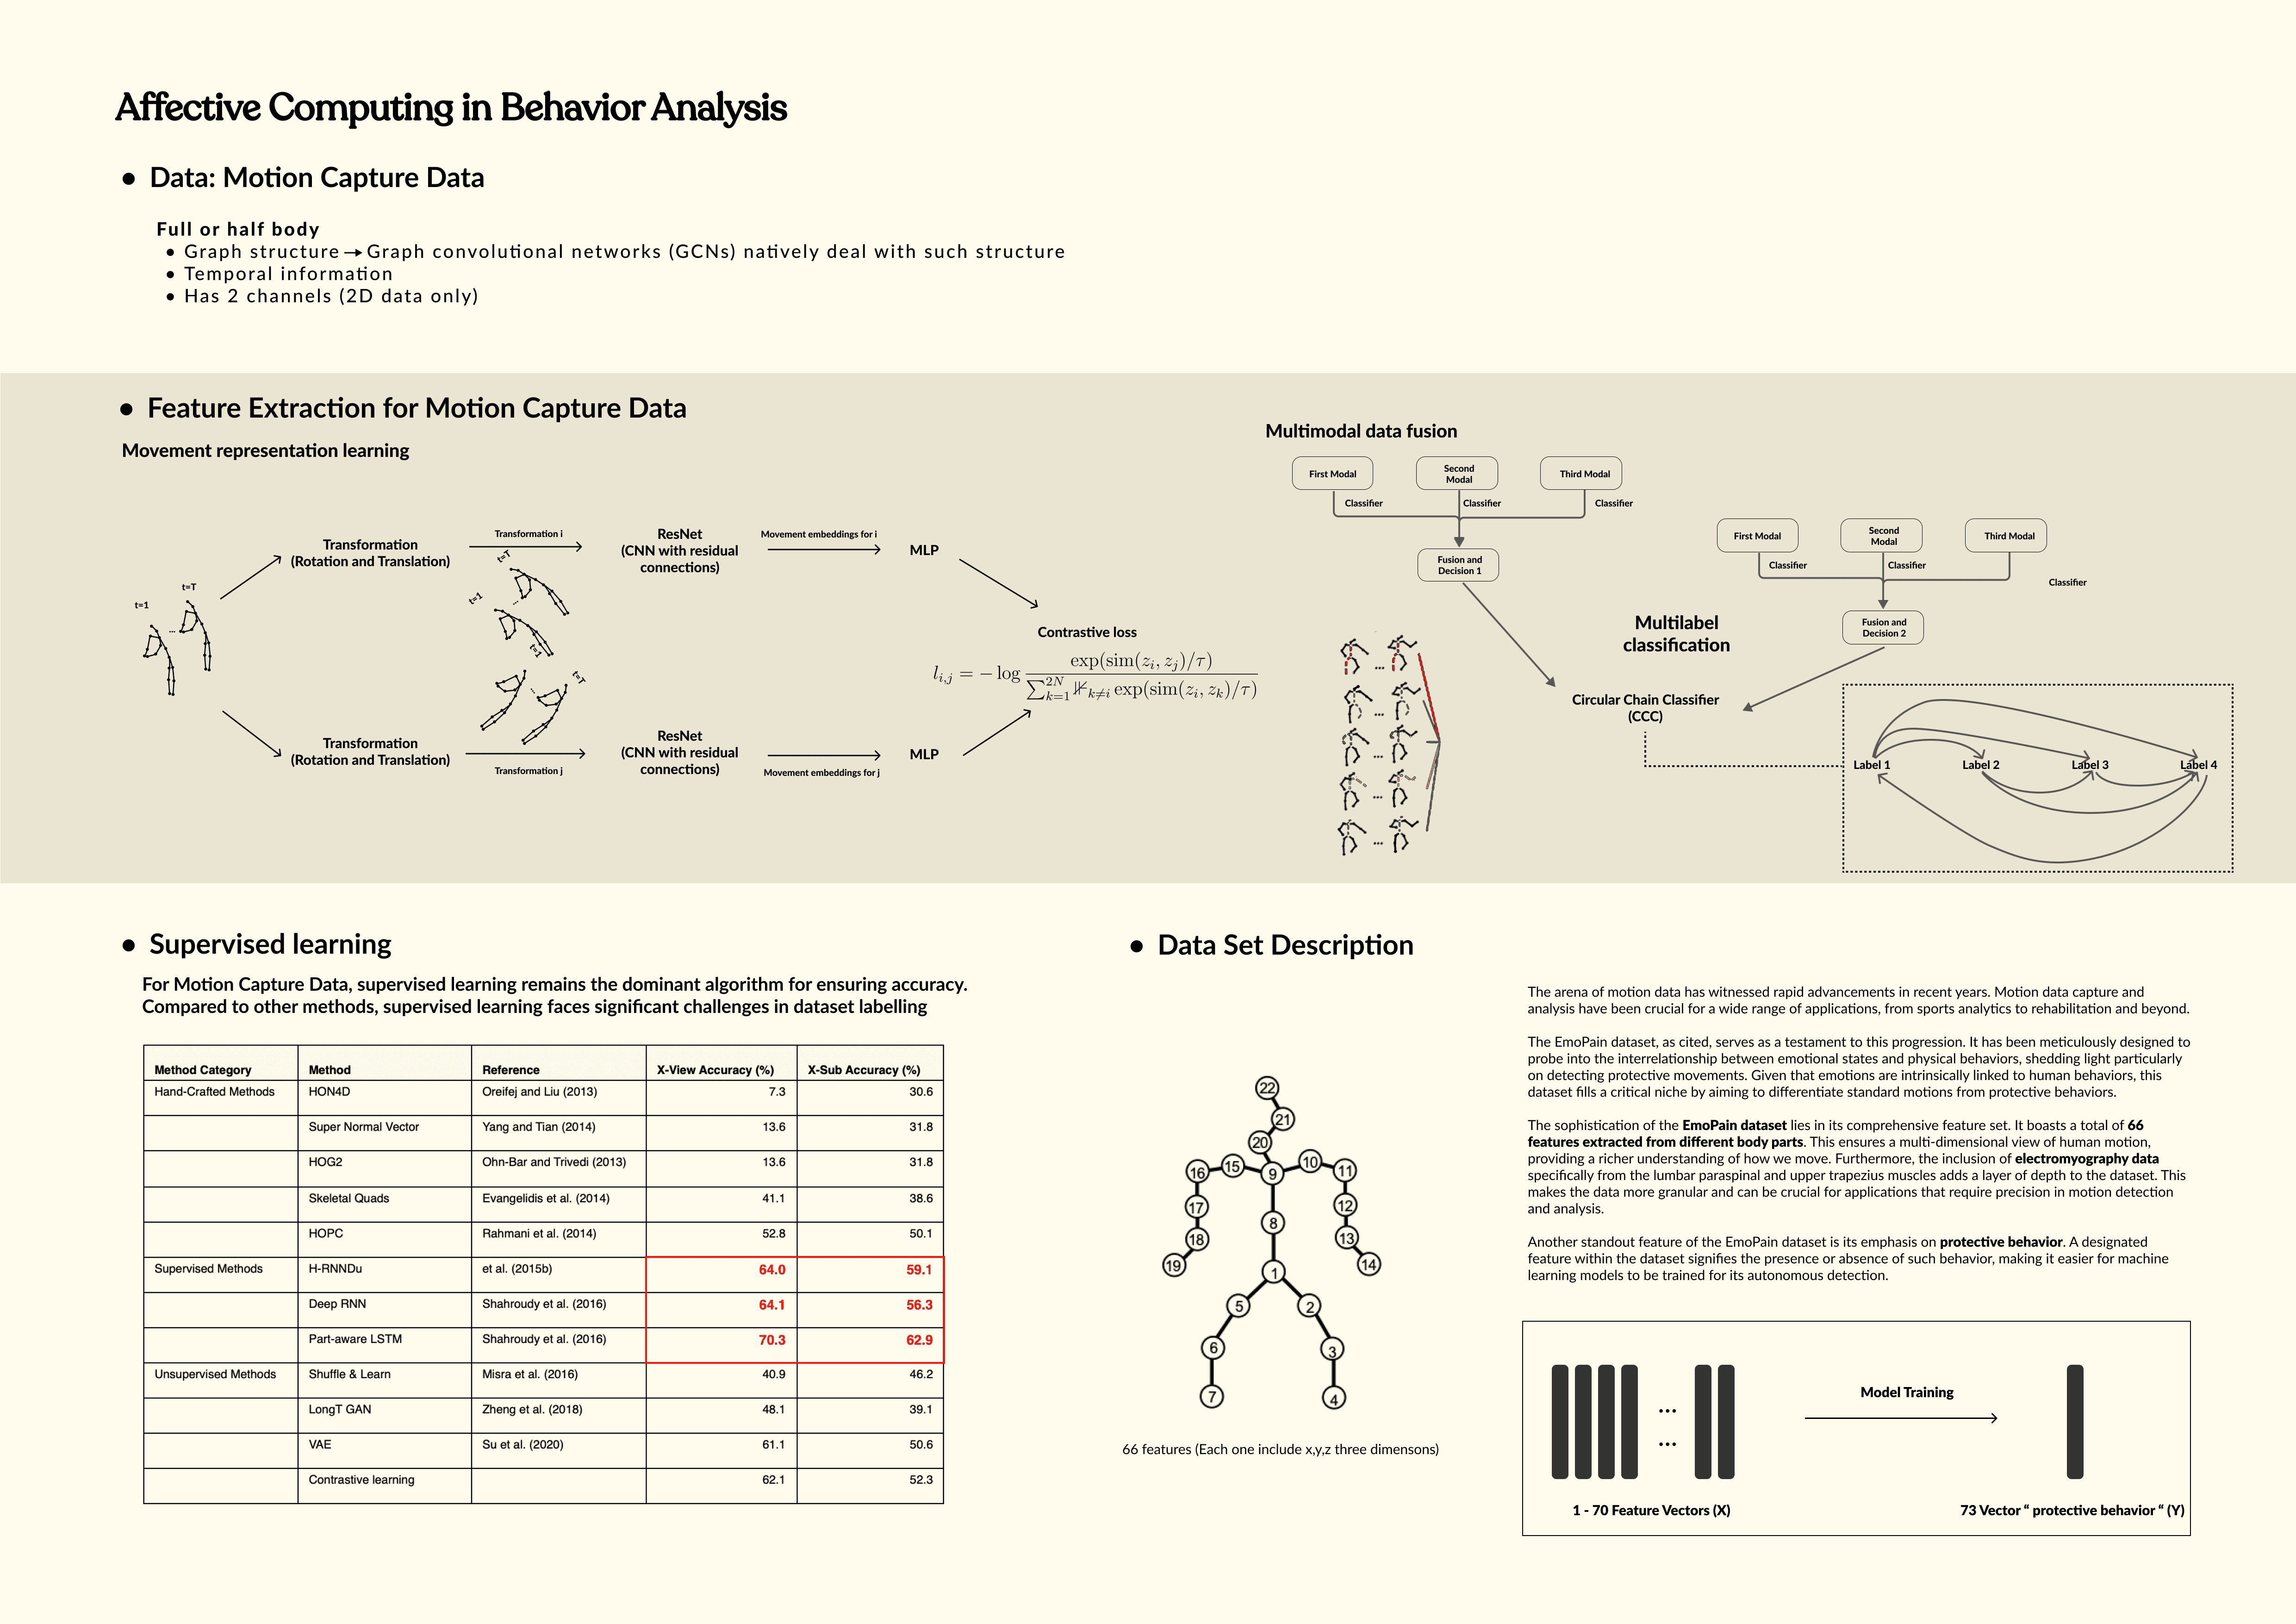 Affective Computing in Behavior Analysis
• Data: Motion Capture Data
Full or half body
• Graph structure → Graph convolutional networks (GCNs) natively deal with such structure
• Temporal information
• Has 2 channels (2D data only)
• Feature Extraction for Motion Capture Data
Movement representation learning
t=1
t=T
...
Transformation
(Rotation and Translation)
Transformation i
t=T
t=1
...
ResNet
(CNN with residual
connections)
Movement embeddings for i
MLP
Transformation
(Rotation and Translation)
t=1
t=T
...
Transformation j
ResNet
(CNN with residual
connections)
Movement embeddings for j
MLP
Contrastive loss
l_{i,j} = − log exp(sim(z_i, z_j)/τ) / ∑_{k=1}^{2N} 𝟙_{k≠i} exp(sim(z_i, z_k)/τ)
Multimodal data fusion
First Modal
Second
Modal
Third Modal
Classifier
Classifier
Classifier
Fusion and
Decision 1
First Modal
Second
Modal
Third Modal
Classifier
Classifier
Classifier
Fusion and
Decision 2
Multilabel
classification
...
...
...
...
...
Circular Chain Classifier
(CCC)
Label 1
Label 2
Label 3
Label 4
• Supervised learning
For Motion Capture Data, supervised learning remains the dominant algorithm for ensuring accuracy.
Compared to other methods, supervised learning faces significant challenges in dataset labelling
Method Category Method Reference X-View Accuracy (%) X-Sub Accuracy (%)
Hand-Crafted Methods HON4D Oreifej and Liu (2013) 7.3 30.6
Super Normal Vector Yang and Tian (2014) 13.6 31.8
HOG2 Ohn-Bar and Trivedi (2013) 13.6 31.8
Skeletal Quads Evangelidis et al. (2014) 41.1 38.6
HOPC Rahmani et al. (2014) 52.8 50.1
Supervised Methods H-RNNDu et al. (2015b) 64.0 59.1
Deep RNN Shahroudy et al. (2016) 64.1 56.3
Part-aware LSTM Shahroudy et al. (2016) 70.3 62.9
Unsupervised Methods Shuffle & Learn Misra et al. (2016) 40.9 46.2
LongT GAN Zheng et al. (2018) 48.1 39.1
VAE Su et al. (2020) 61.1 50.6
Contrastive learning 62.1 52.3
• Data Set Description
22
21
20
16 15 9 10 11
17 12
18 8 13
19 1 14
5 2
6 3
7 4
66 features (Each one include x,y,z three dimensons)
The arena of motion data has witnessed rapid advancements in recent years. Motion data capture and
analysis have been crucial for a wide range of applications, from sports analytics to rehabilitation and beyond.
The EmoPain dataset, as cited, serves as a testament to this progression. It has been meticulously designed to
probe into the interrelationship between emotional states and physical behaviors, shedding light particularly
on detecting protective movements. Given that emotions are intrinsically linked to human behaviors, this
dataset fills a critical niche by aiming to differentiate standard motions from protective behaviors.
The sophistication of the EmoPain dataset lies in its comprehensive feature set. It boasts a total of 66
features extracted from different body parts. This ensures a multi-dimensional view of human motion,
providing a richer understanding of how we move. Furthermore, the inclusion of electromyography data
specifically from the lumbar paraspinal and upper trapezius muscles adds a layer of depth to the dataset. This
makes the data more granular and can be crucial for applications that require precision in motion detection
and analysis.
Another standout feature of the EmoPain dataset is its emphasis on protective behavior. A designated
feature within the dataset signifies the presence or absence of such behavior, making it easier for machine
learning models to be trained for its autonomous detection.
...
...
Model Training
1 - 70 Feature Vectors (X)
73 Vector “ protective behavior “ (Y)